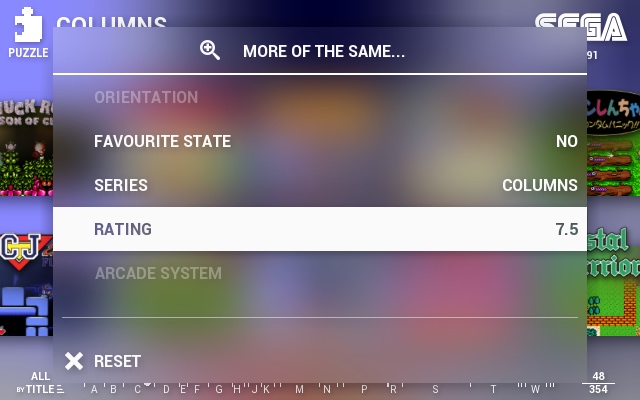 COLUMNS
SEGA
PUZZLE
91
MORE OF THE SAME...
ORIENTATION
FAVOURITE STATE NO
SERIES COLUMNS
RATING 7.5
ARCADE SYSTEM
RESET
ALL
BY TITLE
A B C D E F G H J K L M N P R S T W
48
354